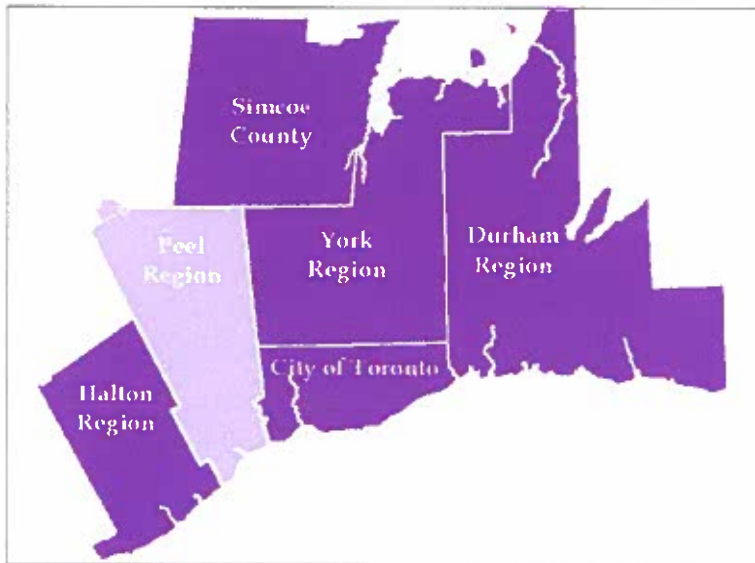 Simcoe
County
Peel
Region
York
Region
Durham
Region
City of Toronto
Halton
Region